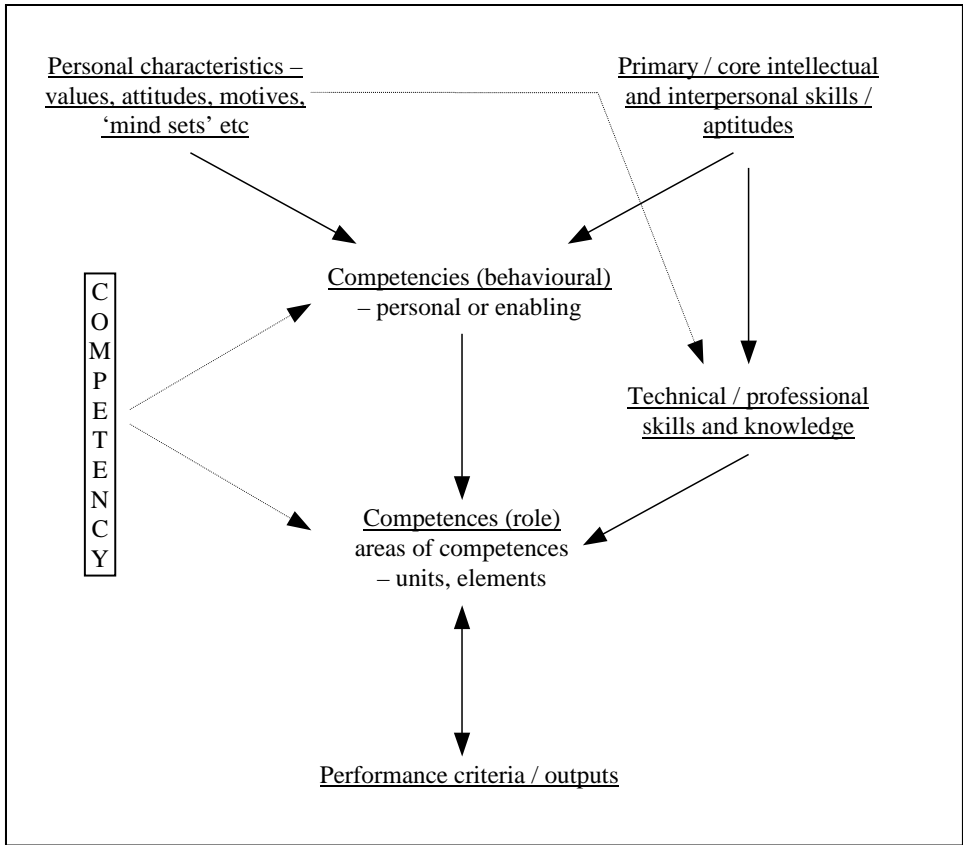 Personal characteristics –
values, attitudes, motives,
‘mind sets’ etc
Primary / core intellectual
and interpersonal skills /
aptitudes
Competencies (behavioural)
– personal or enabling
COMPETENCY
Technical / professional
skills and knowledge
Competences (role)
areas of competences
– units, elements
Performance criteria / outputs